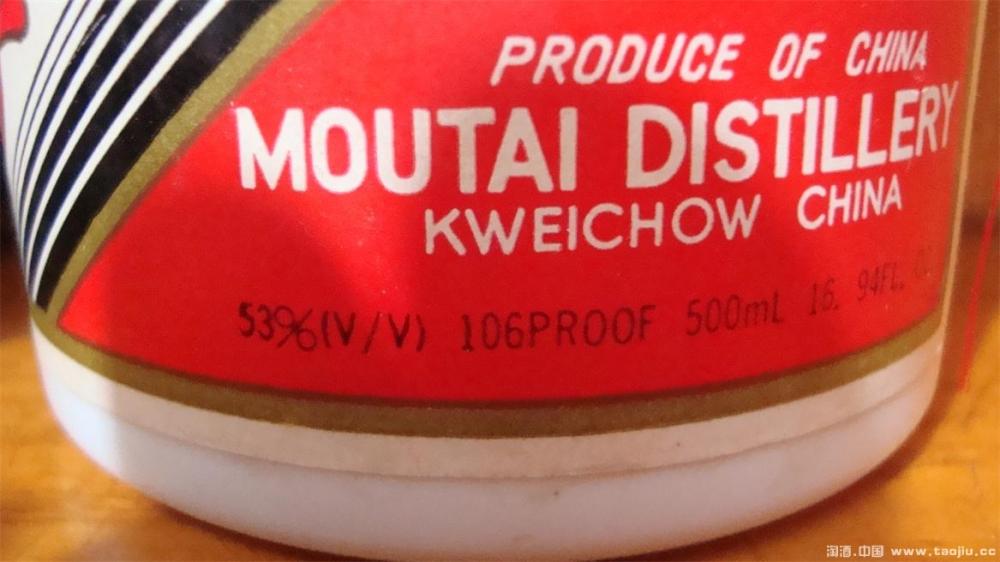 PRODUCE OF CHINA
MOUTAI DISTILLERY
KWEICHOW CHINA
53%(V/V) 106PROOF 500mL 16.94FL.
淘酒.中国 www.taojiu.cc